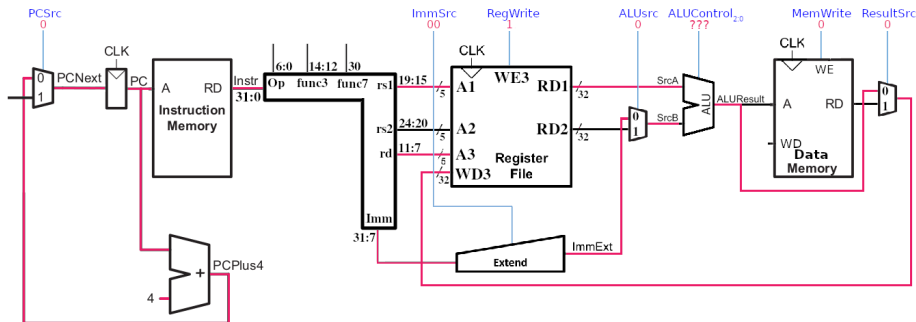 PCSrc
0
ImmSrc
00
RegWrite
1
ALUsrc
0
ALUControl2:0
???
MemWrite
0
ResultSrc
0
CLK
6:0
14:12
30
CLK
CLK
0
1
PCNext
PC
A
RD
Instruction
Memory
Instr
31:0
Op
func3
func7
rs1
19:15
5
A1
WE3
RD1
32
SrcA
rs2
24:20
5
A2
RD2
32
0
1
SrcB
ALU
ALUResult
rd
11:7
5
A3
32
WD3
Register
File
WE
A
RD
WD
Data
Memory
0
1
Imm
31:7
Extend
ImmExt
+
PCPlus4
4